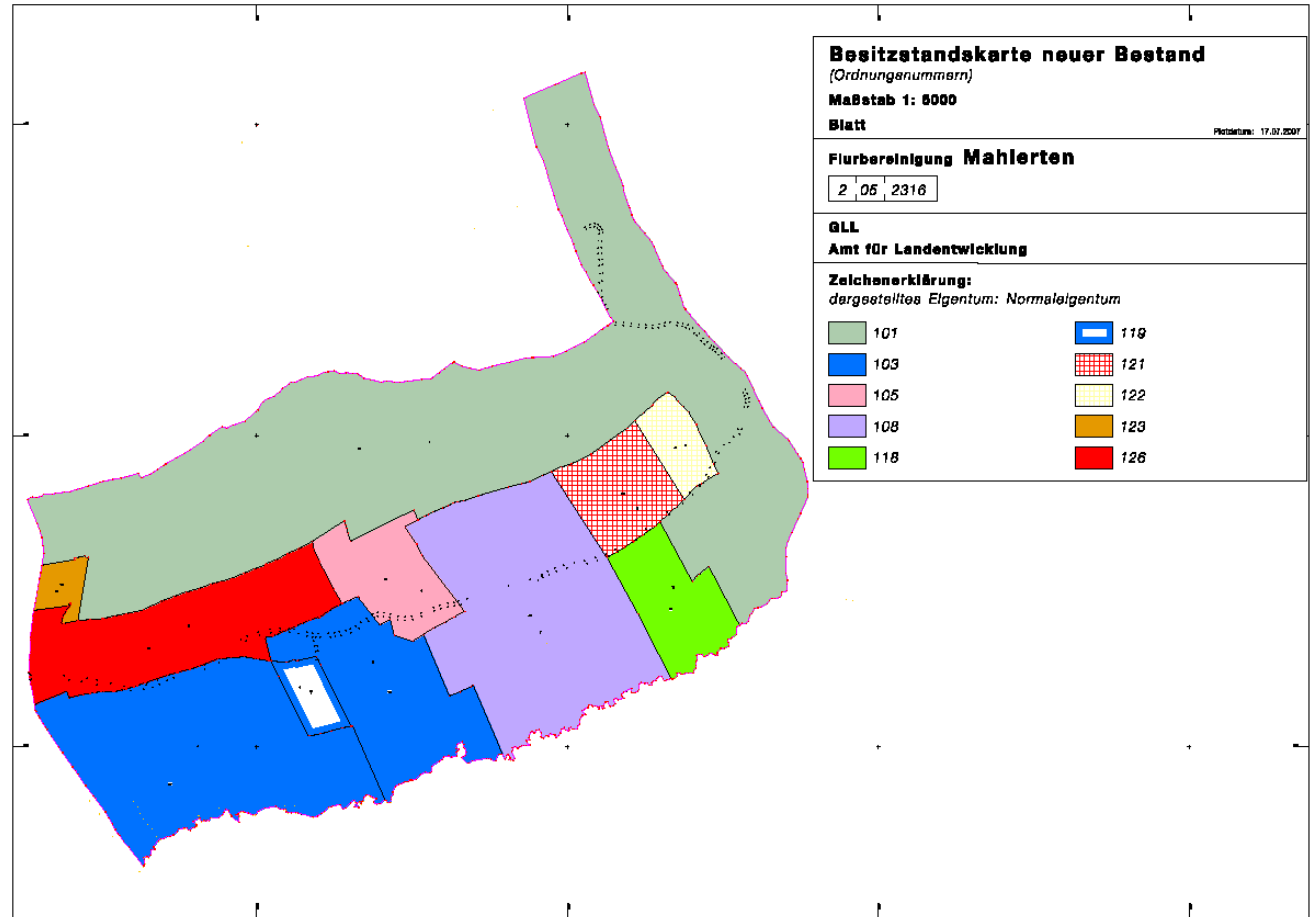 Besitzstandskarte neuer Bestand
(Ordnungsnummern)
Maßstab 1: 5000
Blatt
Plotdatum: 17.07.2007
Flurbereinigung Mahlerten
2 05 2316
GLL
Amt für Landentwicklung
Zeichenerklärung:
dargestelltes Eigentum: Normaleigentum
101 119
103 121
105 122
108 123
118 126